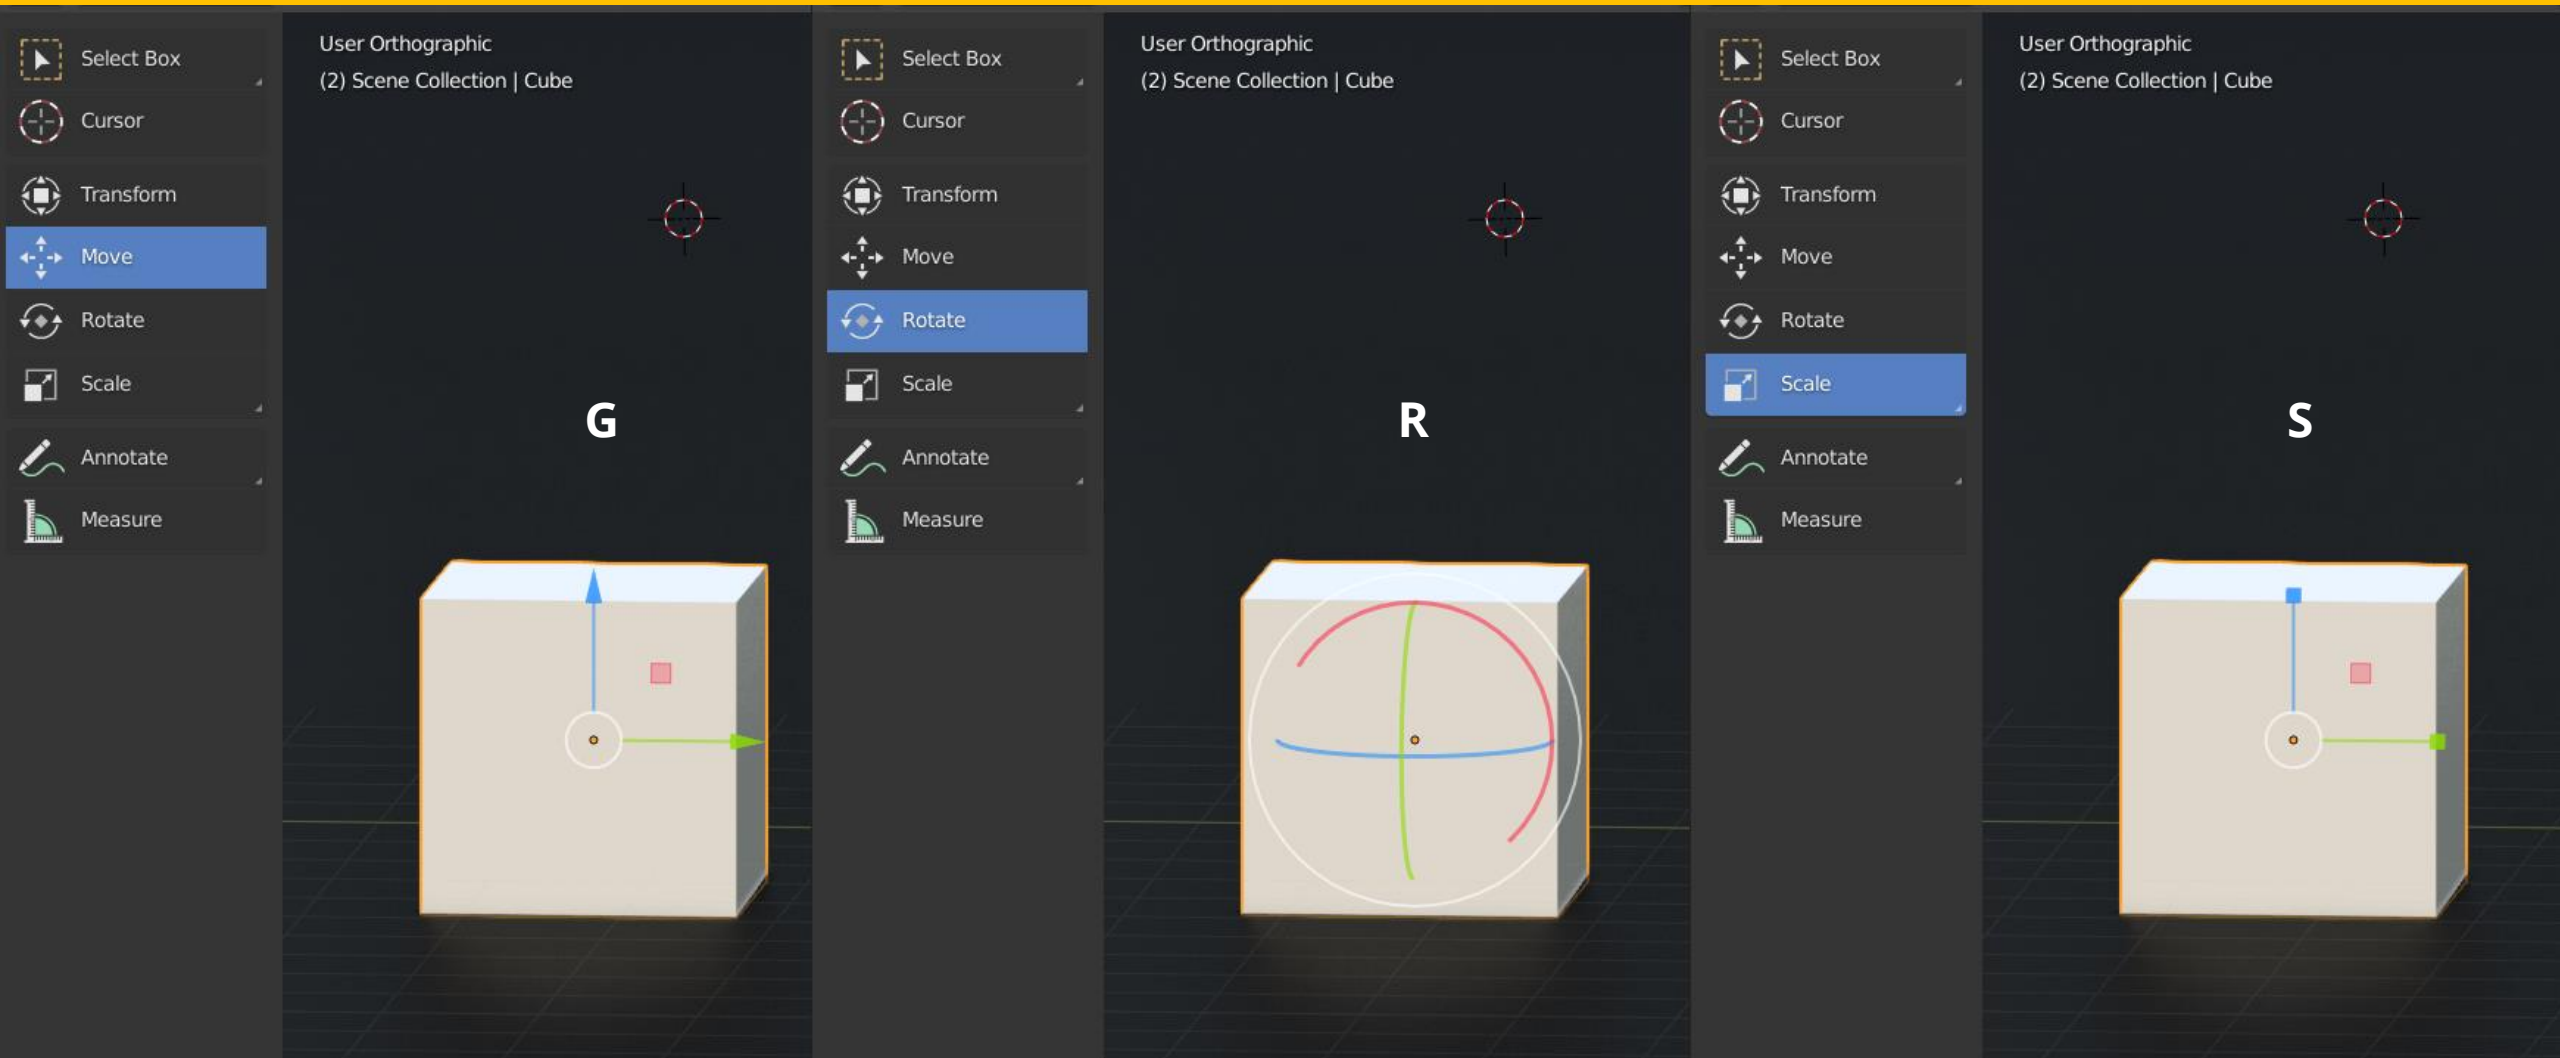 Select Box
Cursor
Transform
Move
Rotate
Scale
Annotate
Measure
User Orthographic
(2) Scene Collection | Cube
G
Select Box
Cursor
Transform
Move
Rotate
Scale
Annotate
Measure
User Orthographic
(2) Scene Collection | Cube
R
Select Box
Cursor
Transform
Move
Rotate
Scale
Annotate
Measure
User Orthographic
(2) Scene Collection | Cube
S